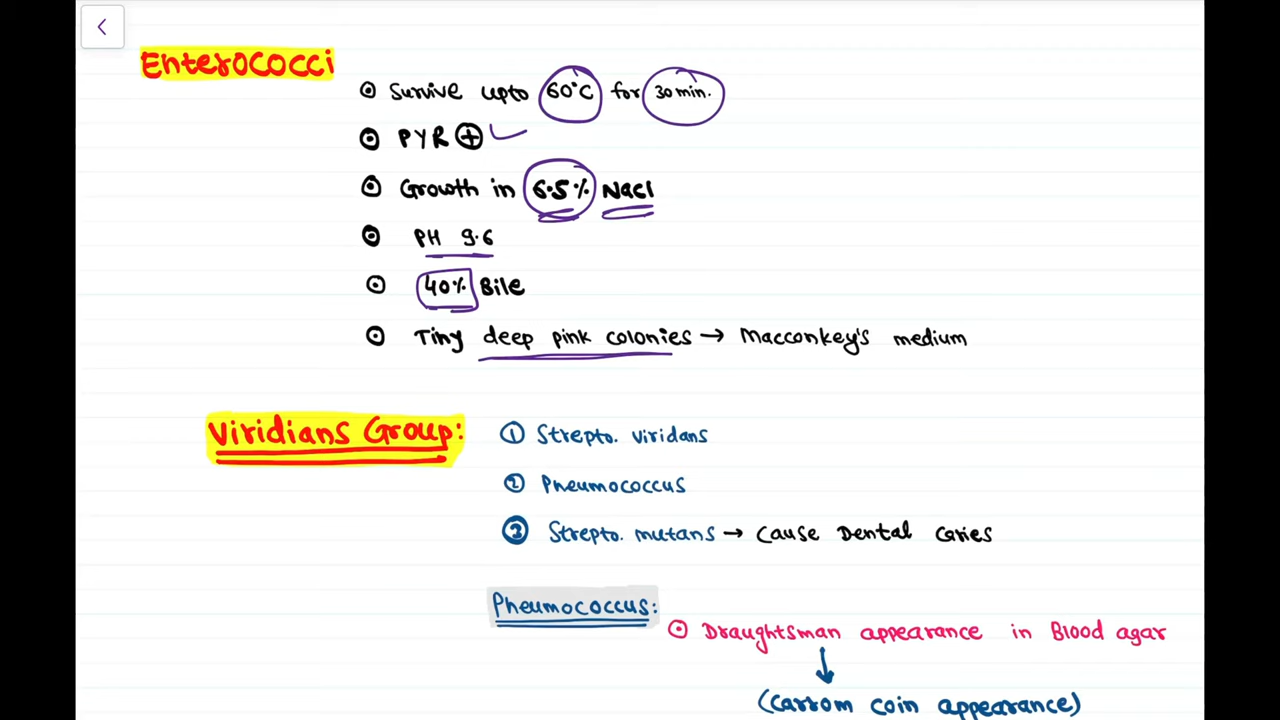 Enterococci
Survive upto 60°C for 30 min.
PYR ⊕
Growth in 6.5% Nacl
PH 9.6
40% Bile
Tiny deep pink colonies → Macconkey's medium
Viridians Group:
① Strepto. viridans
② Pneumococcus
③ Strepto. mutans → Cause Dental Caries
Pneumococcus:
Draughtsman appearance in Blood agar
(Carrom coin appearance)